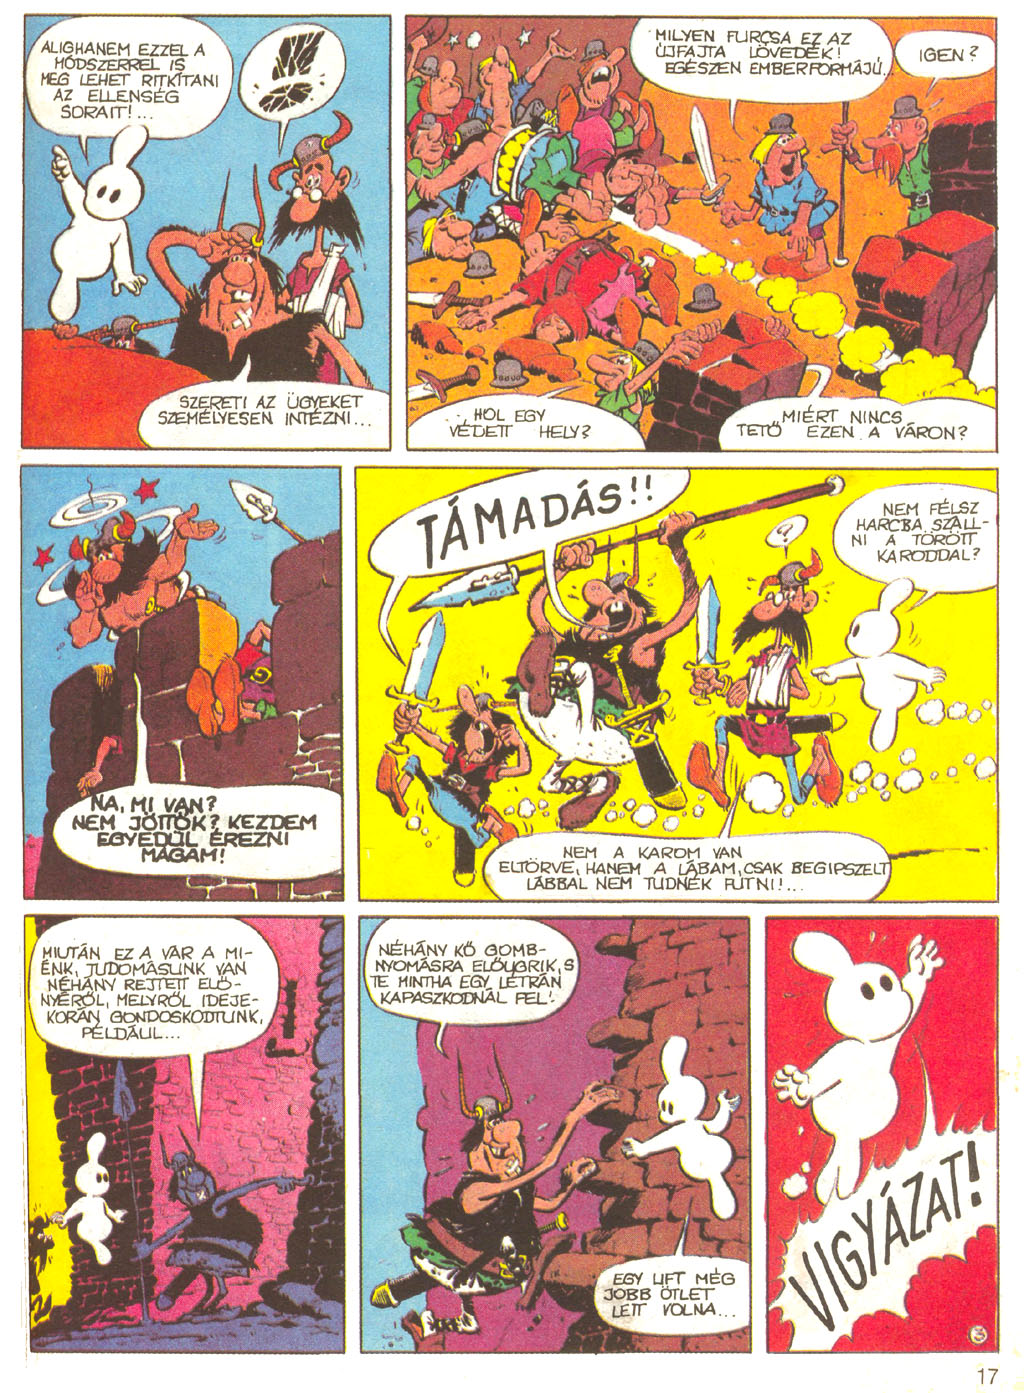 ALIGHANEM EZZEL A
MÓDSZERREL IS
MEG LEHET RITKÍTANI
AZ ELLENSÉG
SORAIT!...
SZERETI AZ ÜGYEKET
SZEMÉLYESEN INTÉZNI...
MILYEN FURCSA EZ AZ
ÚJFAJTA LÖVEDÉK!
EGÉSZEN EMBERFORMÁJÚ...
IGEN?
HOL EGY
VÉDETT HELY?
MIÉRT NINCS
TETŐ EZEN A VÁRON?
NA, MI VAN?
NEM JÖTTÖK? KEZDEM
EGYEDÜL ÉREZNI
MAGAM!
TÁMADÁS!!
?
NEM FÉLSZ
HARCBA SZÁLL-
NI A TÖRÖTT
KARODDAL?
NEM A KAROM VAN
ELTÖRVE, HANEM A LÁBAM, CSAK BEGIPSZELT
LÁBBAL NEM TUDNÉK FUTNI!...
MIUTÁN EZ A VÁR A MI-
ÉNK, TUDOMÁSUNK VAN
NÉHÁNY REJTETT ELŐ-
NYÉRŐL, MELYRŐL IDEJE-
KORÁN GONDOSKODTUNK,
PÉLDÁUL...
NÉHÁNY KŐ GOMB-
NYOMÁSRA ELŐUGRIK, S
TE MINTHA EGY LÉTRÁN
KAPASZKODNÁL FEL!
EGY LIFT MÉG
JOBB ÖTLET
LETT VOLNA...
VIGYÁZAT!
3
17